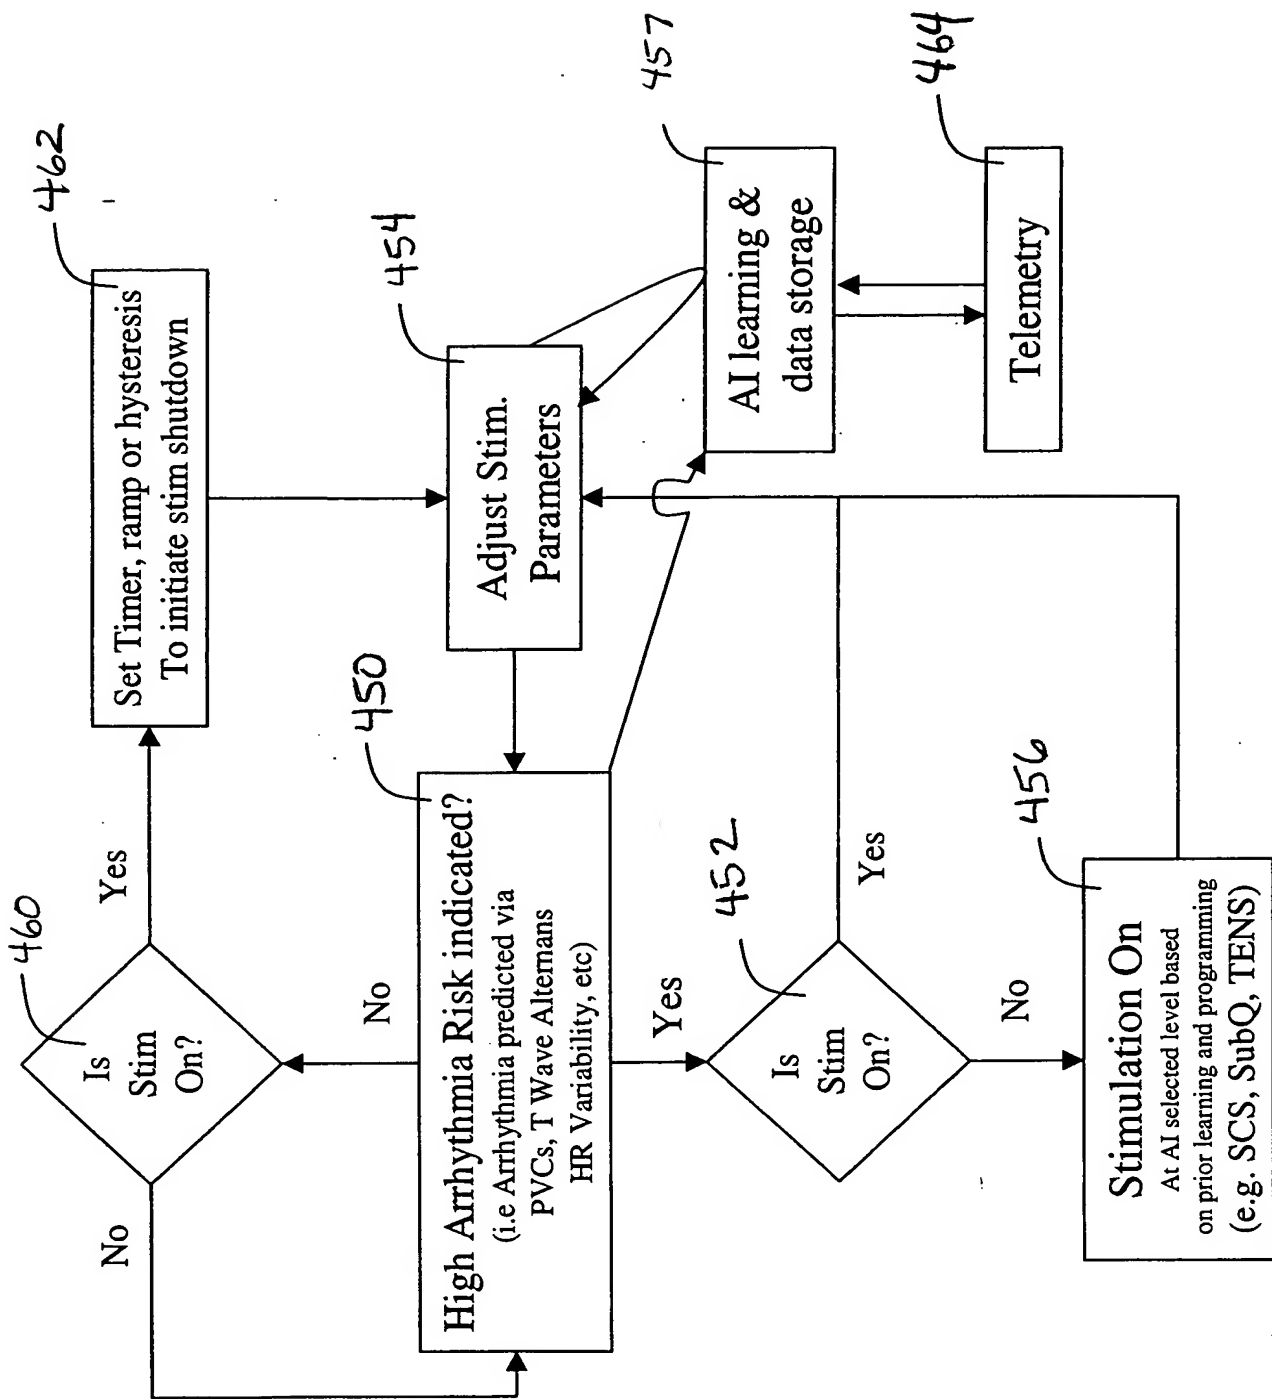 460
Is
Stim
On?
Yes
No
462
Set Timer, ramp or hysteresis
To initiate stim shutdown
No
450
High Arrhythmia Risk indicated?
(i.e Arrhythmia predicted via
PVCs, T Wave Alternans
HR Variability, etc)
454
Adjust Stim.
Parameters
Yes
452
Is
Stim
On?
Yes
No
457
AI learning &
data storage
456
Stimulation On
At AI selected level based
on prior learning and programming
(e.g. SCS, SubQ, TENS)
464
Telemetry